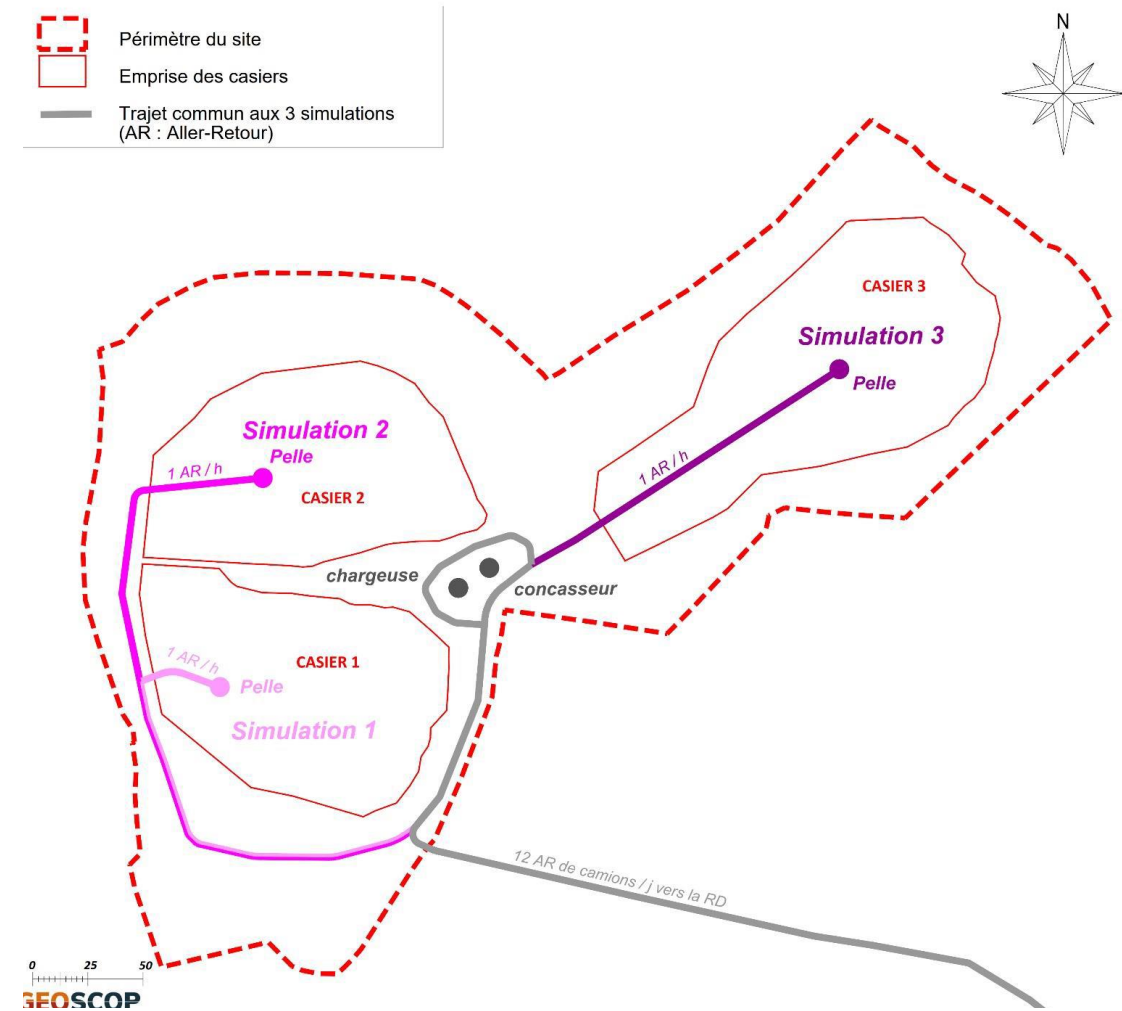 Périmètre du site
Emprise des casiers
Trajet commun aux 3 simulations
(AR : Aller-Retour)
N
CASIER 3
Simulation 3
Pelle
1 AR / h
Simulation 2
Pelle
1 AR / h
CASIER 2
chargeuse
concasseur
CASIER 1
1 AR / h
Pelle
Simulation 1
12 AR de camions / j vers la RD
0 25 50
GEOSCOP